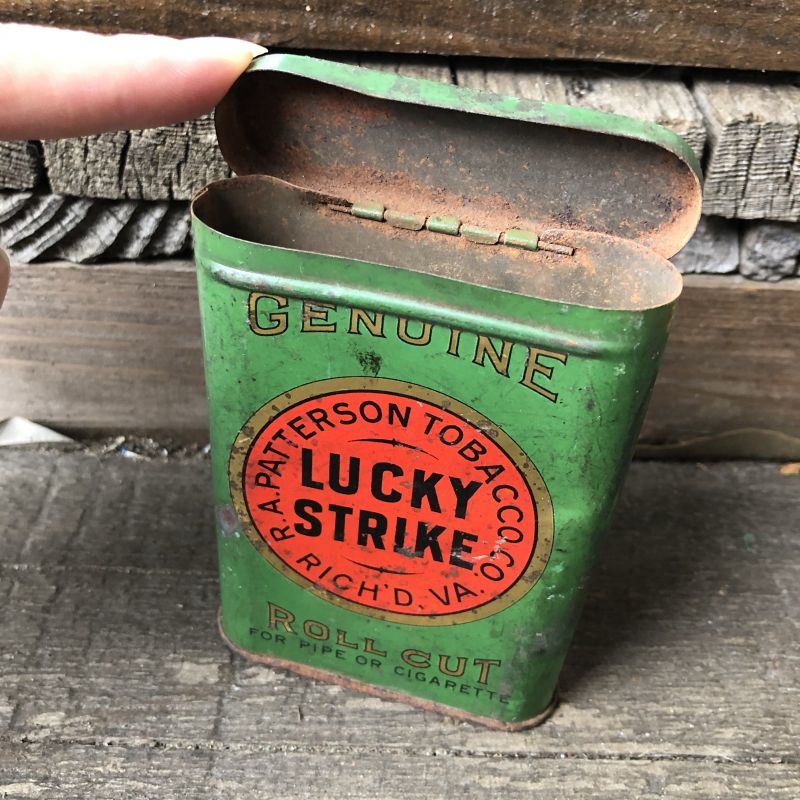 GENUINE
R.A. PATTERSON TOBACCO CO.
LUCKY
STRIKE
RICH'D, VA.
ROLL CUT
FOR PIPE OR CIGARETTE